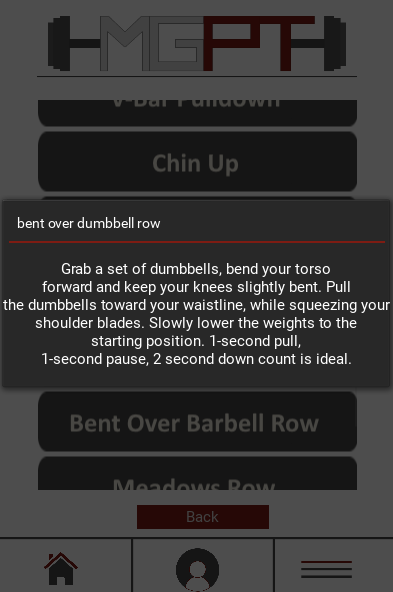 MGPT
V-Bar Pulldown
Chin Up
bent over dumbbell row
Grab a set of dumbbells, bend your torso
forward and keep your knees slightly bent. Pull
the dumbbells toward your waistline, while squeezing your
shoulder blades. Slowly lower the weights to the
starting position. 1-second pull,
1-second pause, 2 second down count is ideal.
Bent Over Barbell Row
Meadows Row
Back